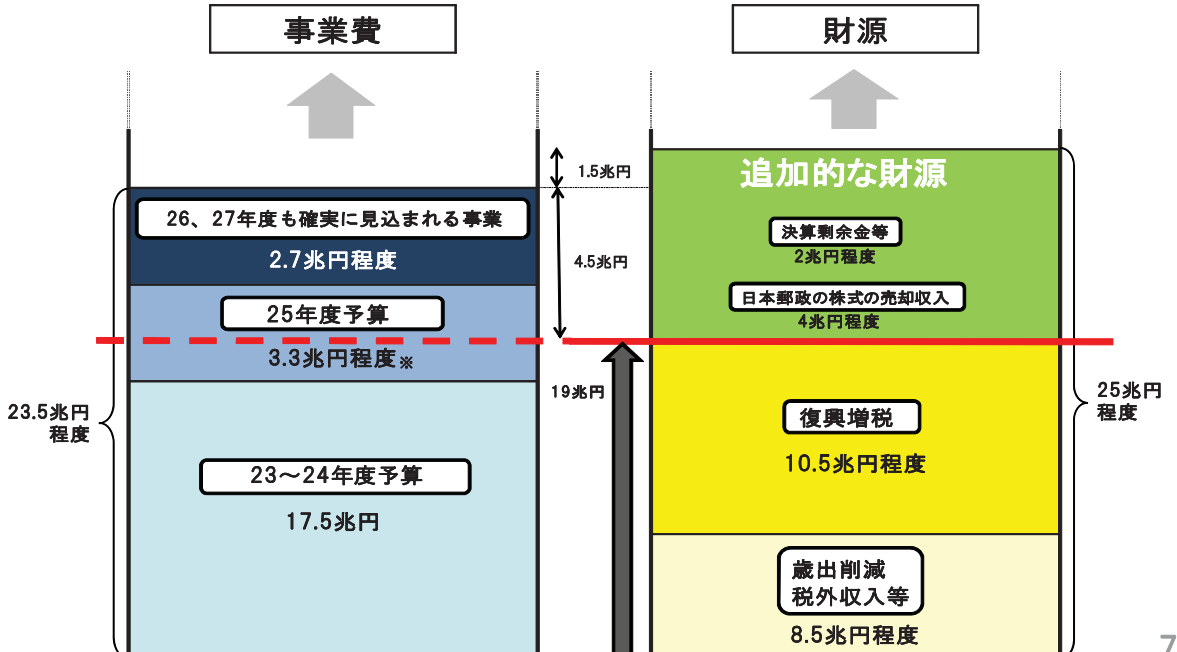 事業費
財源
1.5兆円
追加的な財源
26、27年度も確実に見込まれる事業
2.7兆円程度
4.5兆円
決算剰余金等
2兆円程度
日本郵政の株式の売却収入
4兆円程度
25年度予算
3.3兆円程度※
19兆円
23.5兆円
程度
25兆円
程度
復興増税
10.5兆円程度
23～24年度予算
17.5兆円
歳出削減
税外収入等
8.5兆円程度
7